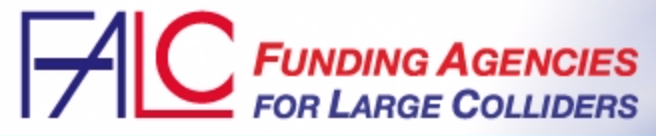 FALC
FUNDING AGENCIES
FOR LARGE COLLIDERS